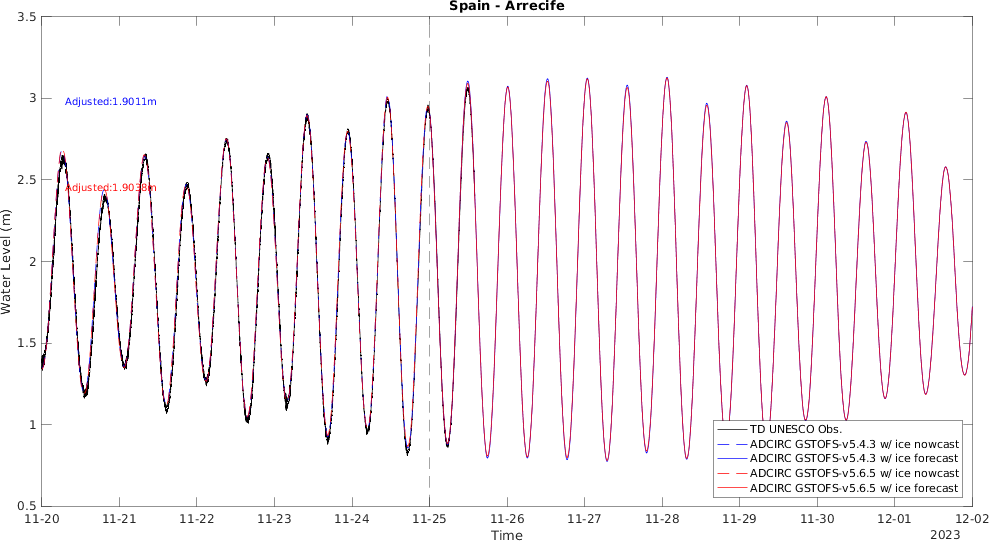 Spain - Arrecife
3.5
3
2.5
2
1.5
1
0.5
Water Level (m)
Adjusted:1.9011m
Adjusted:1.9038m
TD UNESCO Obs.
ADCIRC GSTOFS-v5.4.3 w/ ice nowcast
ADCIRC GSTOFS-v5.4.3 w/ ice forecast
ADCIRC GSTOFS-v5.6.5 w/ ice nowcast
ADCIRC GSTOFS-v5.6.5 w/ ice forecast
11-20 11-21 11-22 11-23 11-24 11-25 11-26 11-27 11-28 11-29 11-30 12-01 12-02
Time
2023